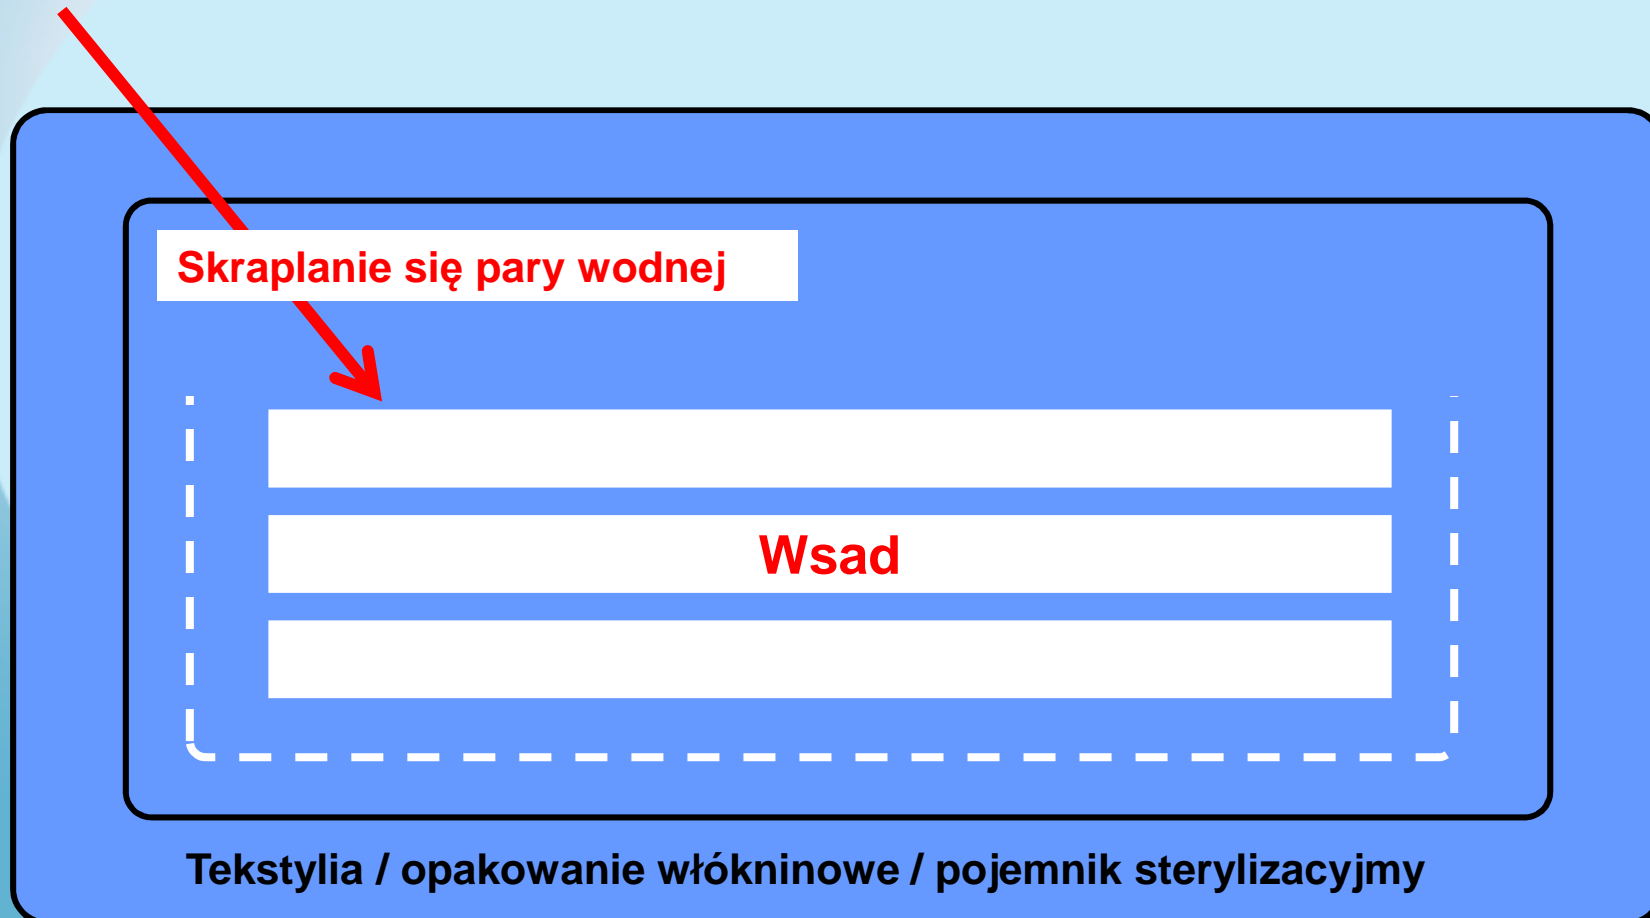 Skraplanie się pary wodnej
Wsad
Tekstylia / opakowanie włókninowe / pojemnik sterylizacyjmy